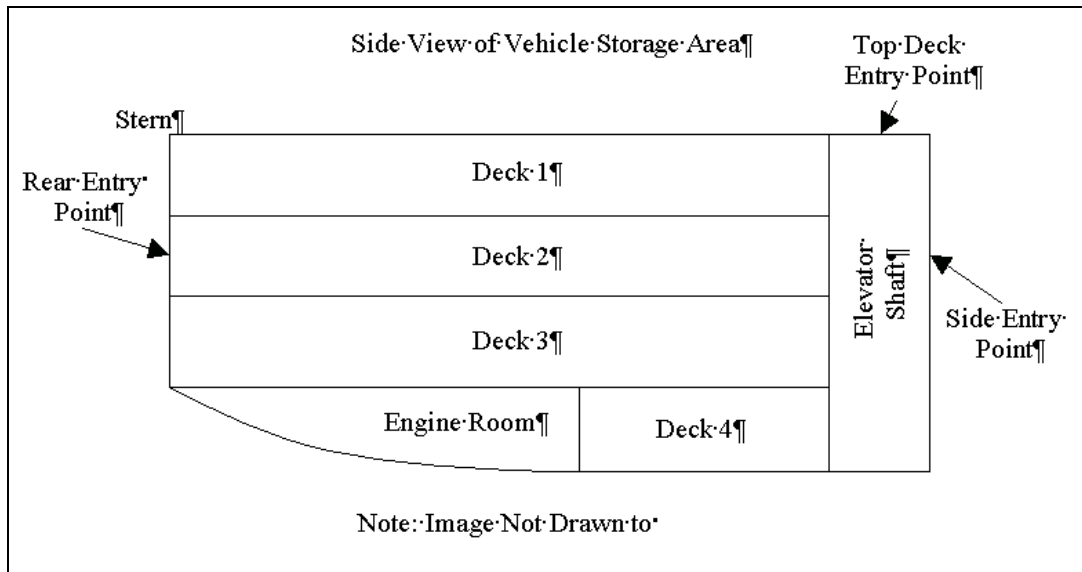 Side·View·of·Vehicle·Storage·Area¶
Top·Deck·
Entry·Point¶
Stern¶
Deck·1¶
Rear·Entry·
Point¶
Deck·2¶
Elevator·
Shaft¶
Side·Entry·
Point¶
Deck·3¶
Engine·Room¶
Deck·4¶
Note:·Image·Not·Drawn·to·